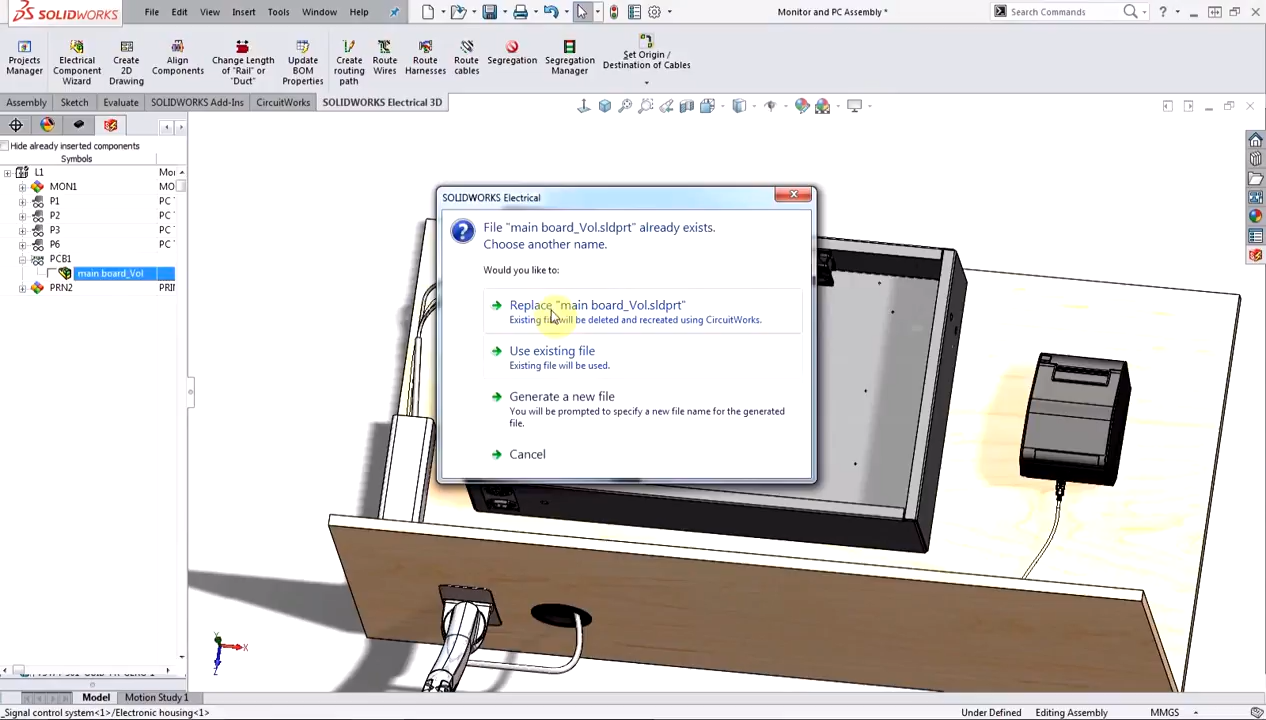 SOLIDWORKS
File Edit View Insert Tools Window Help
Monitor and PC Assembly *
Search Commands
?
Projects Manager
Electrical Component Wizard
Create 2D Drawing
Align Components
Change Length of "Rail" or "Duct"
Update BOM Properties
Create routing path
Route Wires
Route Harnesses
Route cables
Segregation
Segregation Manager
Set Origin / Destination of Cables
Assembly Sketch Evaluate SOLIDWORKS Add-Ins CircuitWorks SOLIDWORKS Electrical 3D
Hide already inserted components
Symbols
L1
MON1
P1
P2
P3
P6
PCB1
main board_Vol
PRN2
SOLIDWORKS Electrical
File "main board_Vol.sldprt" already exists.
Choose another name.
Would you like to:
Replace "main board_Vol.sldprt"
Existing file will be deleted and recreated using CircuitWorks.
Use existing file
Existing file will be used.
Generate a new file
You will be prompted to specify a new file name for the generated
file.
Cancel
Y
X
Z
Model Motion Study 1
_Signal control system<1>/Electronic housing<1>
Under Defined Editing Assembly MMGS